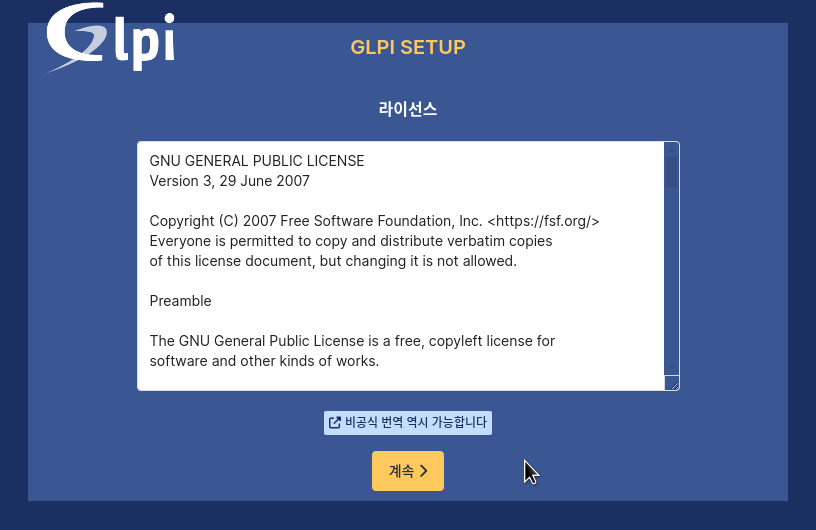 Glpi
GLPI SETUP
라이선스
GNU GENERAL PUBLIC LICENSE
Version 3, 29 June 2007
Copyright (C) 2007 Free Software Foundation, Inc. <https://fsf.org/>
Everyone is permitted to copy and distribute verbatim copies
of this license document, but changing it is not allowed.
Preamble
The GNU General Public License is a free, copyleft license for
software and other kinds of works.
비공식 번역 역시 가능합니다
계속